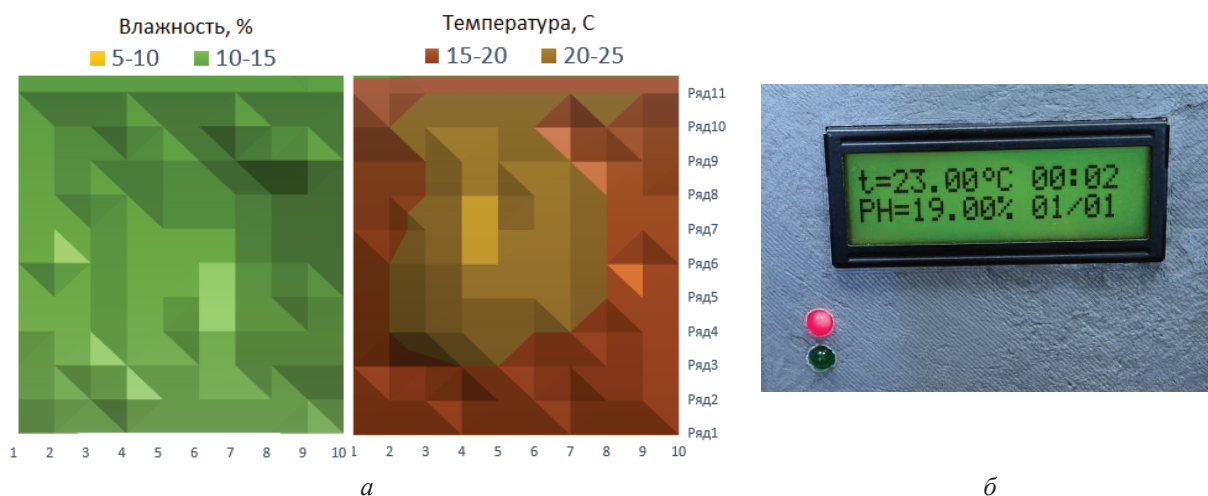 Влажность, %
5-10 10-15
Температура, С
15-20 20-25
Ряд11
Ряд10
Ряд9
Ряд8
Ряд7
Ряд6
Ряд5
Ряд4
Ряд3
Ряд2
Ряд1
1 2 3 4 5 6 7 8 9 10
1 2 3 4 5 6 7 8 9 10
а
t=23.00°C 00:02
PH=19.00% 01/01
б